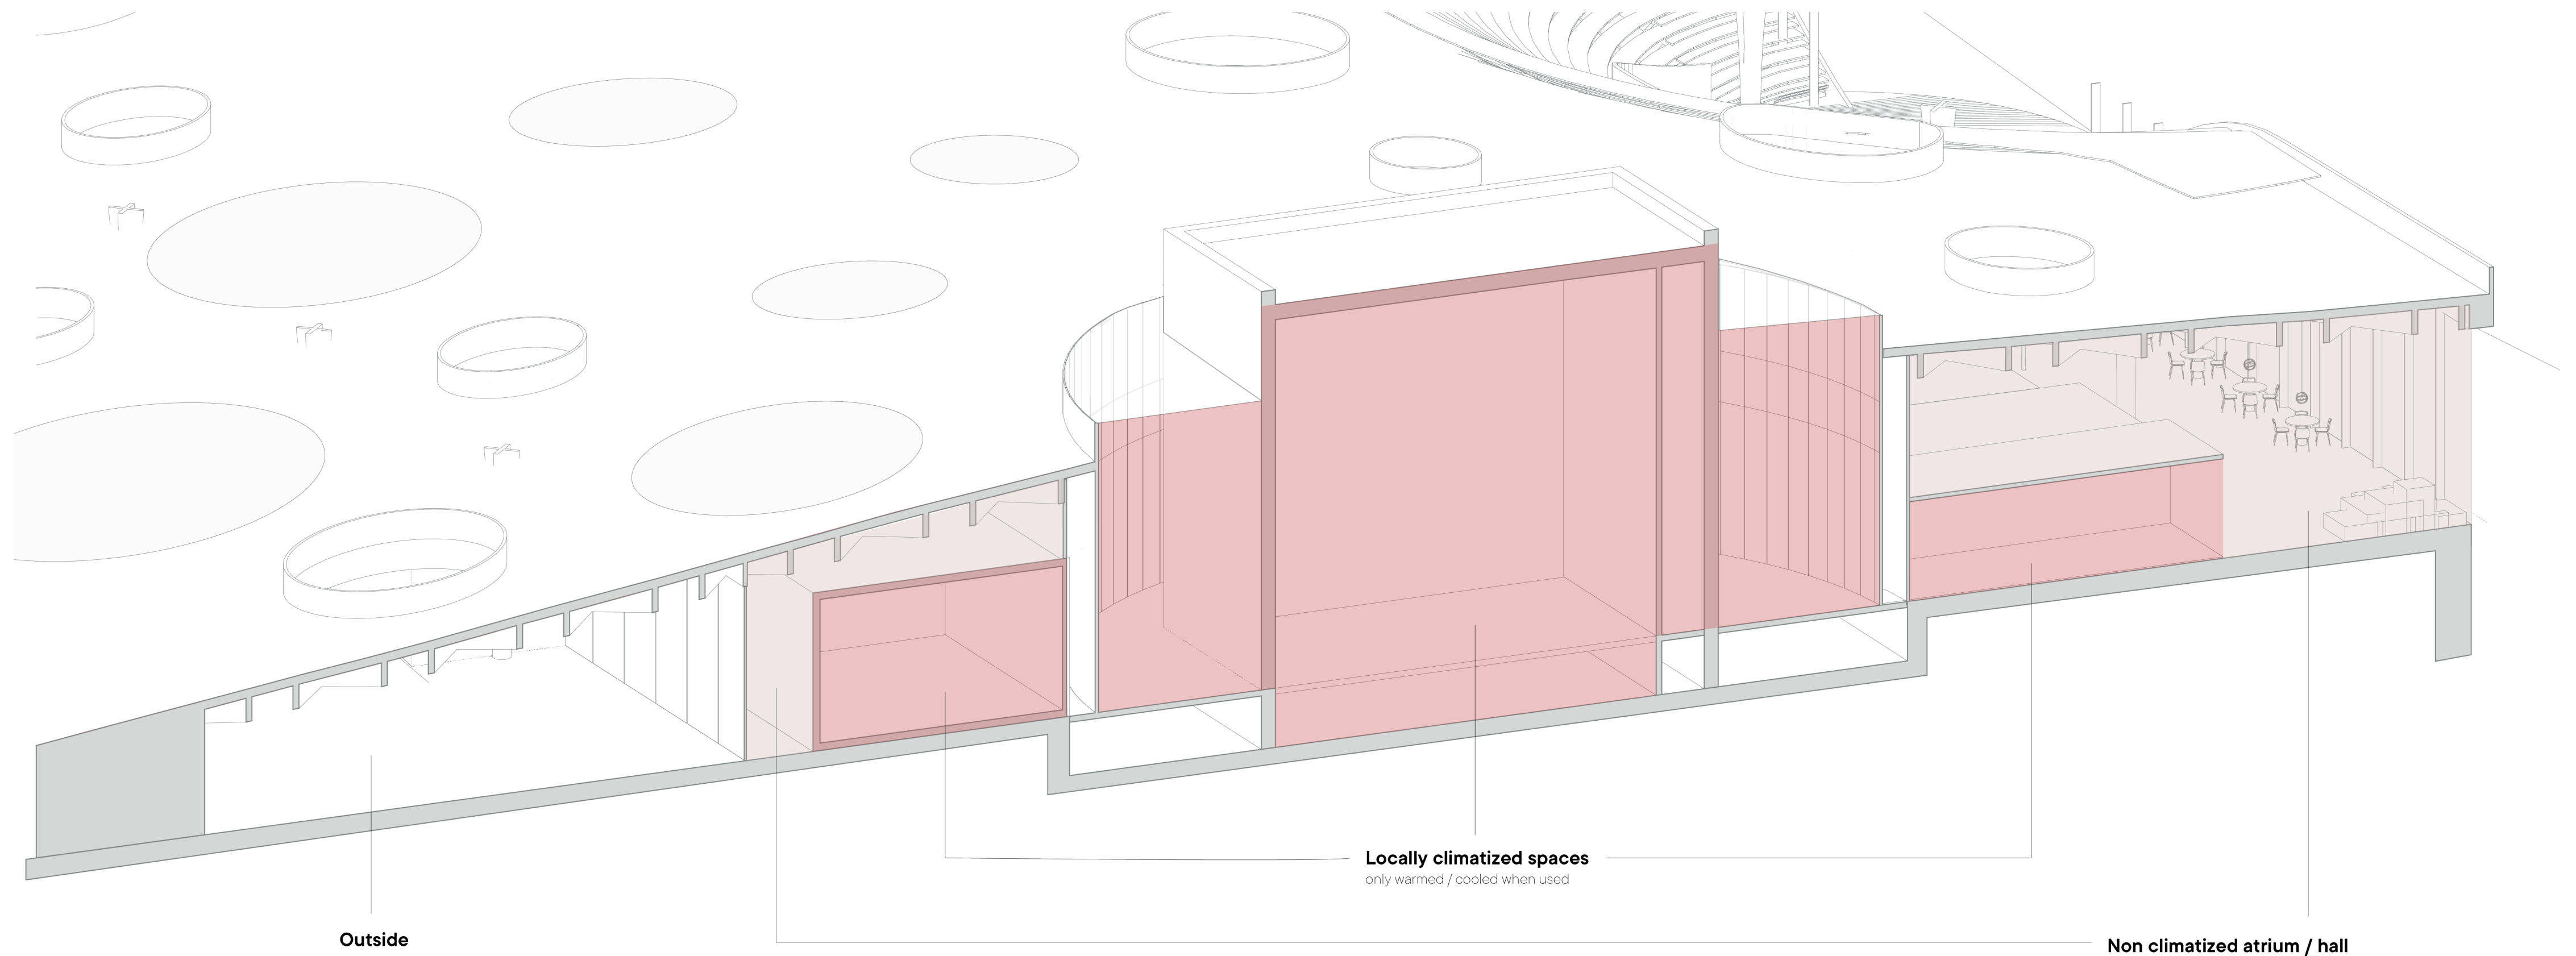 Locally climatized spaces
only warmed / cooled when used
Outside
Non climatized atrium / hall